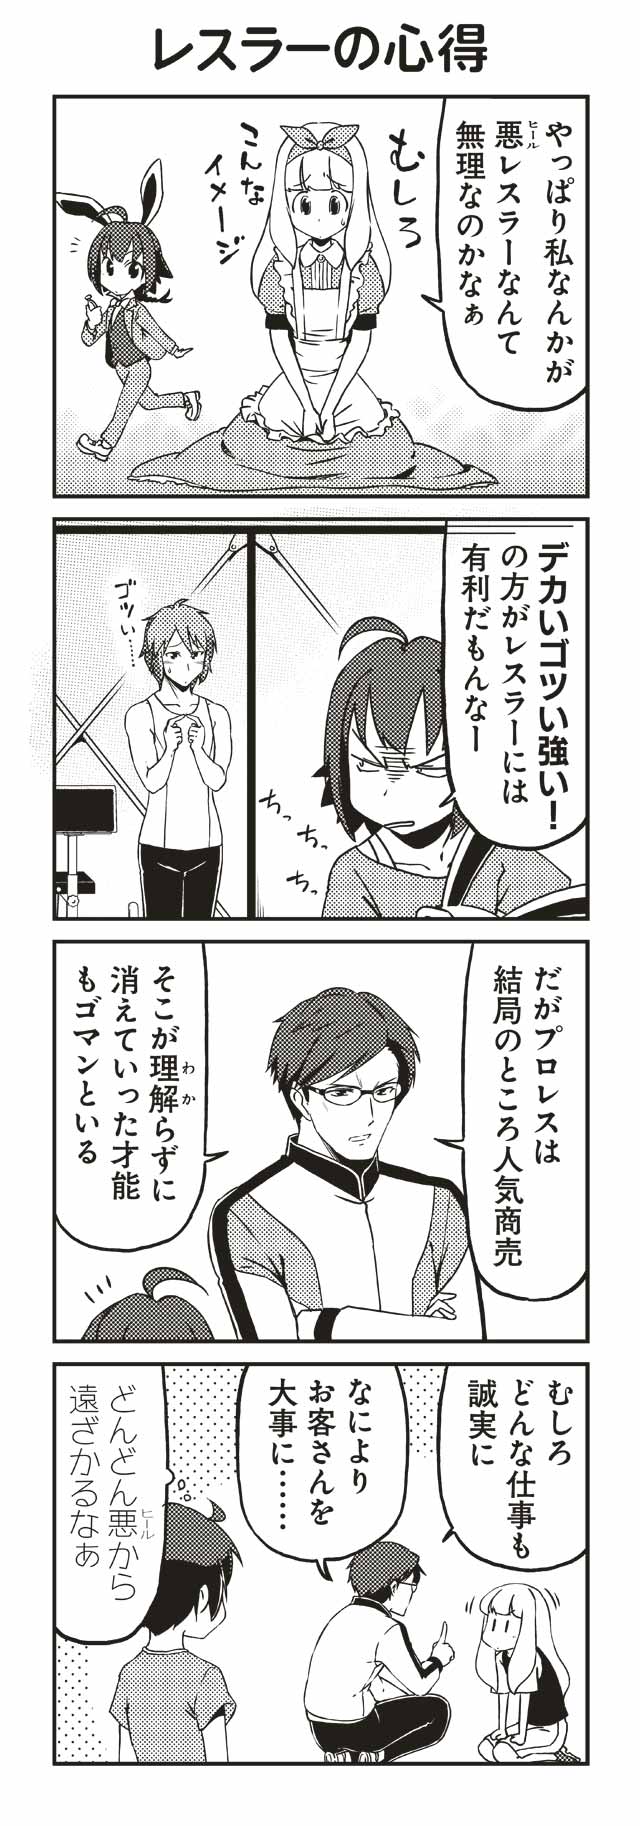 レスラーの心得
やっぱり私なんかが
悪レスラーなんて
ヒール
無理なのかなぁ
むしろ
こんな
イメージ
デカいゴツい強い！
の方がレスラーには
有利だもんなー
ゴツい……
ちっ
ちっ
ちっ
だがプロレスは
結局のところ人気商売
そこが理解らずに
わか
消えていった才能
もゴマンといる
むしろ
どんな仕事も
誠実に
なにより
お客さんを
大事に……
どんどん悪から
ヒール
遠ざかるなぁ